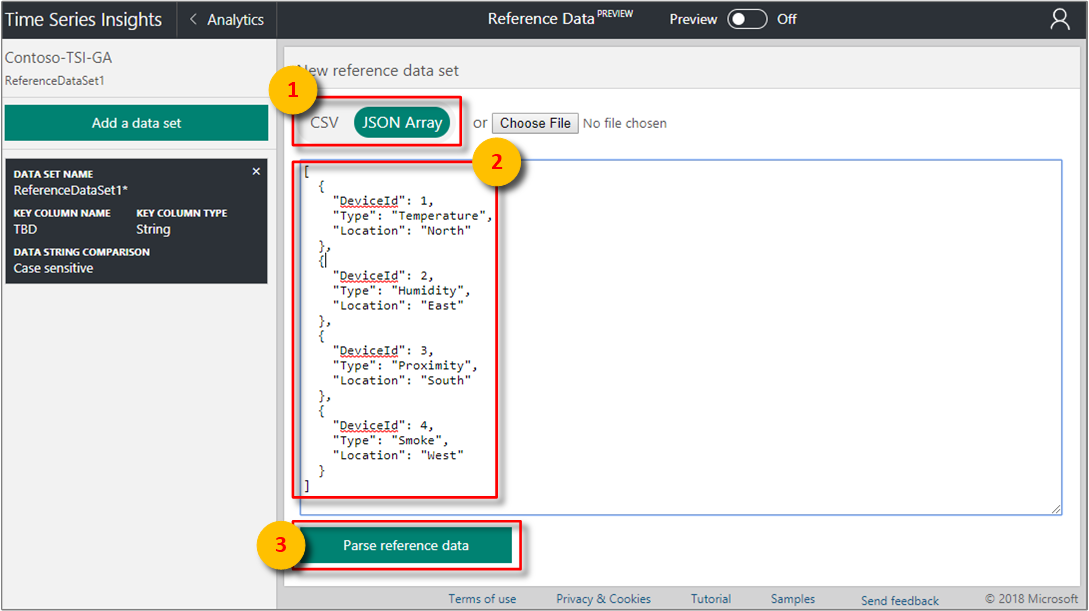 Time Series Insights
Analytics
Reference Data PREVIEW
Preview
Off
Contoso-TSI-GA
ReferenceDataSet1
Add a data set
DATA SET NAME
ReferenceDataSet1*
KEY COLUMN NAME KEY COLUMN TYPE
TBD String
DATA STRING COMPARISON
Case sensitive
New reference data set
1
CSV JSON Array or Choose File No file chosen
2
[
{
"DeviceId": 1,
"Type": "Temperature",
"Location": "North"
},
{
"DeviceId": 2,
"Type": "Humidity",
"Location": "East"
},
{
"DeviceId": 3,
"Type": "Proximity",
"Location": "South"
},
{
"DeviceId": 4,
"Type": "Smoke",
"Location": "West"
}
]
3
Parse reference data
Terms of use Privacy & Cookies Tutorial Samples Send feedback © 2018 Microsoft